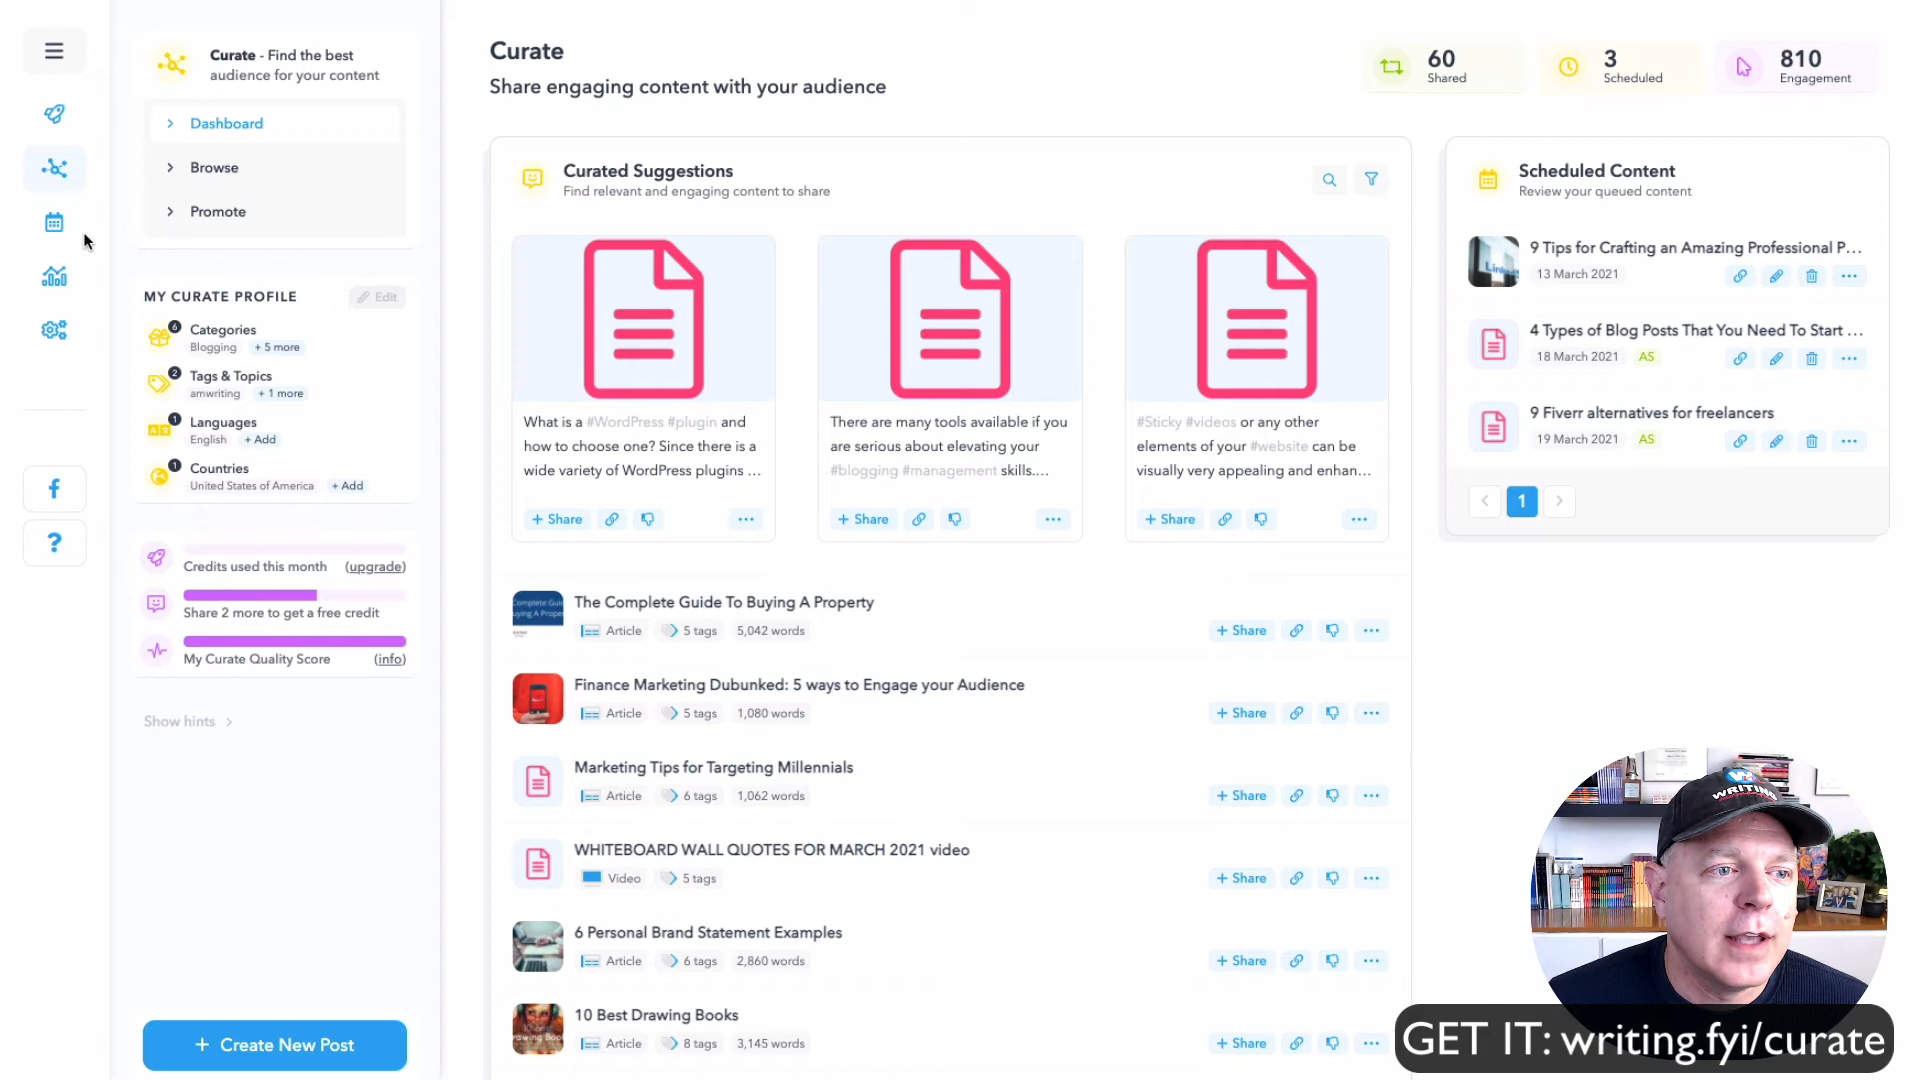 Curate - Find the best
audience for your content
Dashboard
Browse
Promote
MY CURATE PROFILE
Edit
6
Categories
Blogging
+ 5 more
2
Tags & Topics
amwriting
+ 1 more
1
Languages
English
+ Add
1
Countries
United States of America
+ Add
Credits used this month
(upgrade)
Share 2 more to get a free credit
My Curate Quality Score
(info)
Show hints
+ Create New Post
Curate
Share engaging content with your audience
60
Shared
3
Scheduled
810
Engagement
Curated Suggestions
Find relevant and engaging content to share
What is a #WordPress #plugin and
how to choose one? Since there is a
wide variety of WordPress plugins ...
+ Share
There are many tools available if you
are serious about elevating your
#blogging #management skills....
+ Share
#Sticky #videos or any other
elements of your #website can be
visually very appealing and enhan...
+ Share
The Complete Guide To Buying A Property
Article
5 tags
5,042 words
+ Share
Finance Marketing Dubunked: 5 ways to Engage your Audience
Article
5 tags
1,080 words
+ Share
Marketing Tips for Targeting Millennials
Article
6 tags
1,062 words
+ Share
WHITEBOARD WALL QUOTES FOR MARCH 2021 video
Video
5 tags
+ Share
6 Personal Brand Statement Examples
Article
6 tags
2,860 words
+ Share
10 Best Drawing Books
Article
8 tags
3,145 words
+ Share
Scheduled Content
Review your queued content
9 Tips for Crafting an Amazing Professional P...
13 March 2021
4 Types of Blog Posts That You Need To Start ...
18 March 2021
AS
9 Fiverr alternatives for freelancers
19 March 2021
AS
1
WRITING
GET IT: writing.fyi/curate